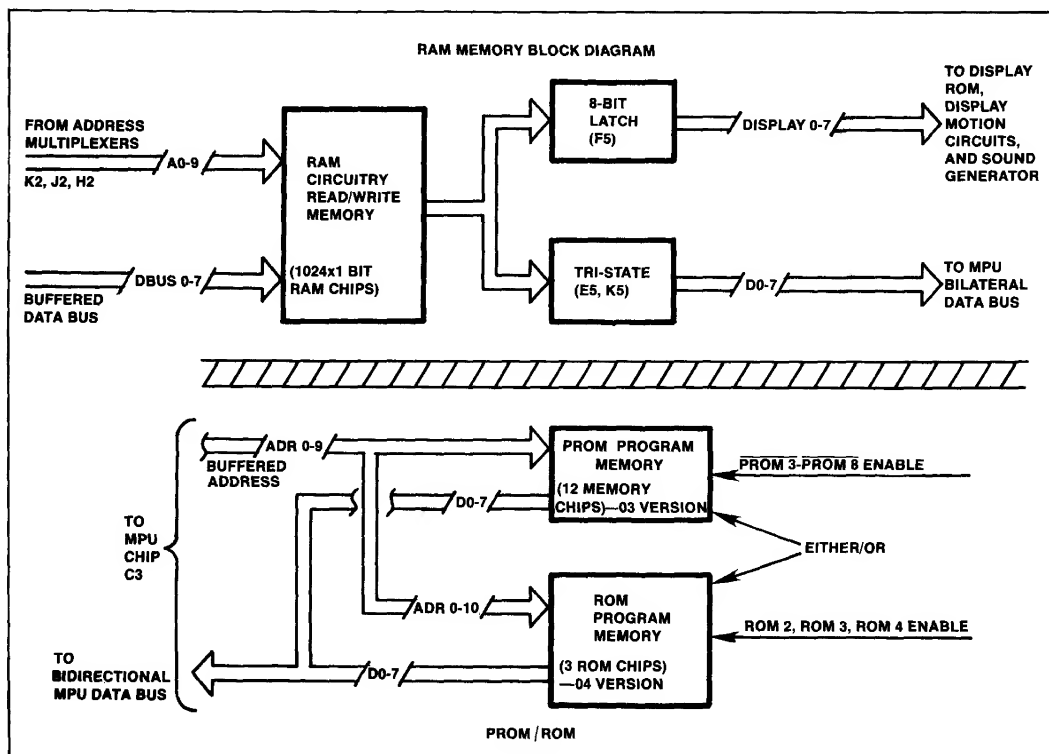 RAM MEMORY BLOCK DIAGRAM
FROM ADDRESS
MULTIPLEXERS
A0-9
K2, J2, H2
DBUS 0-7
BUFFERED
DATA BUS
RAM
CIRCUITRY
READ/WRITE
MEMORY
(1024x1 BIT
RAM CHIPS)
8-BIT
LATCH
(F5)
DISPLAY 0-7
TO DISPLAY
ROM,
DISPLAY
MOTION
CIRCUITS,
AND SOUND
GENERATOR
TRI-STATE
(E5, K5)
D0-7
TO MPU
BILATERAL
DATA BUS
TO
MPU
CHIP
C3
ADR 0-9
BUFFERED
ADDRESS
D0-7
PROM PROGRAM
MEMORY
(12 MEMORY
CHIPS)—03 VERSION
PROM 3-PROM 8 ENABLE
EITHER/OR
ADR 0-10
ROM
PROGRAM
MEMORY
(3 ROM CHIPS)
—04 VERSION
ROM 2, ROM 3, ROM 4 ENABLE
D0-7
TO
BIDIRECTIONAL
MPU DATA BUS
PROM/ROM